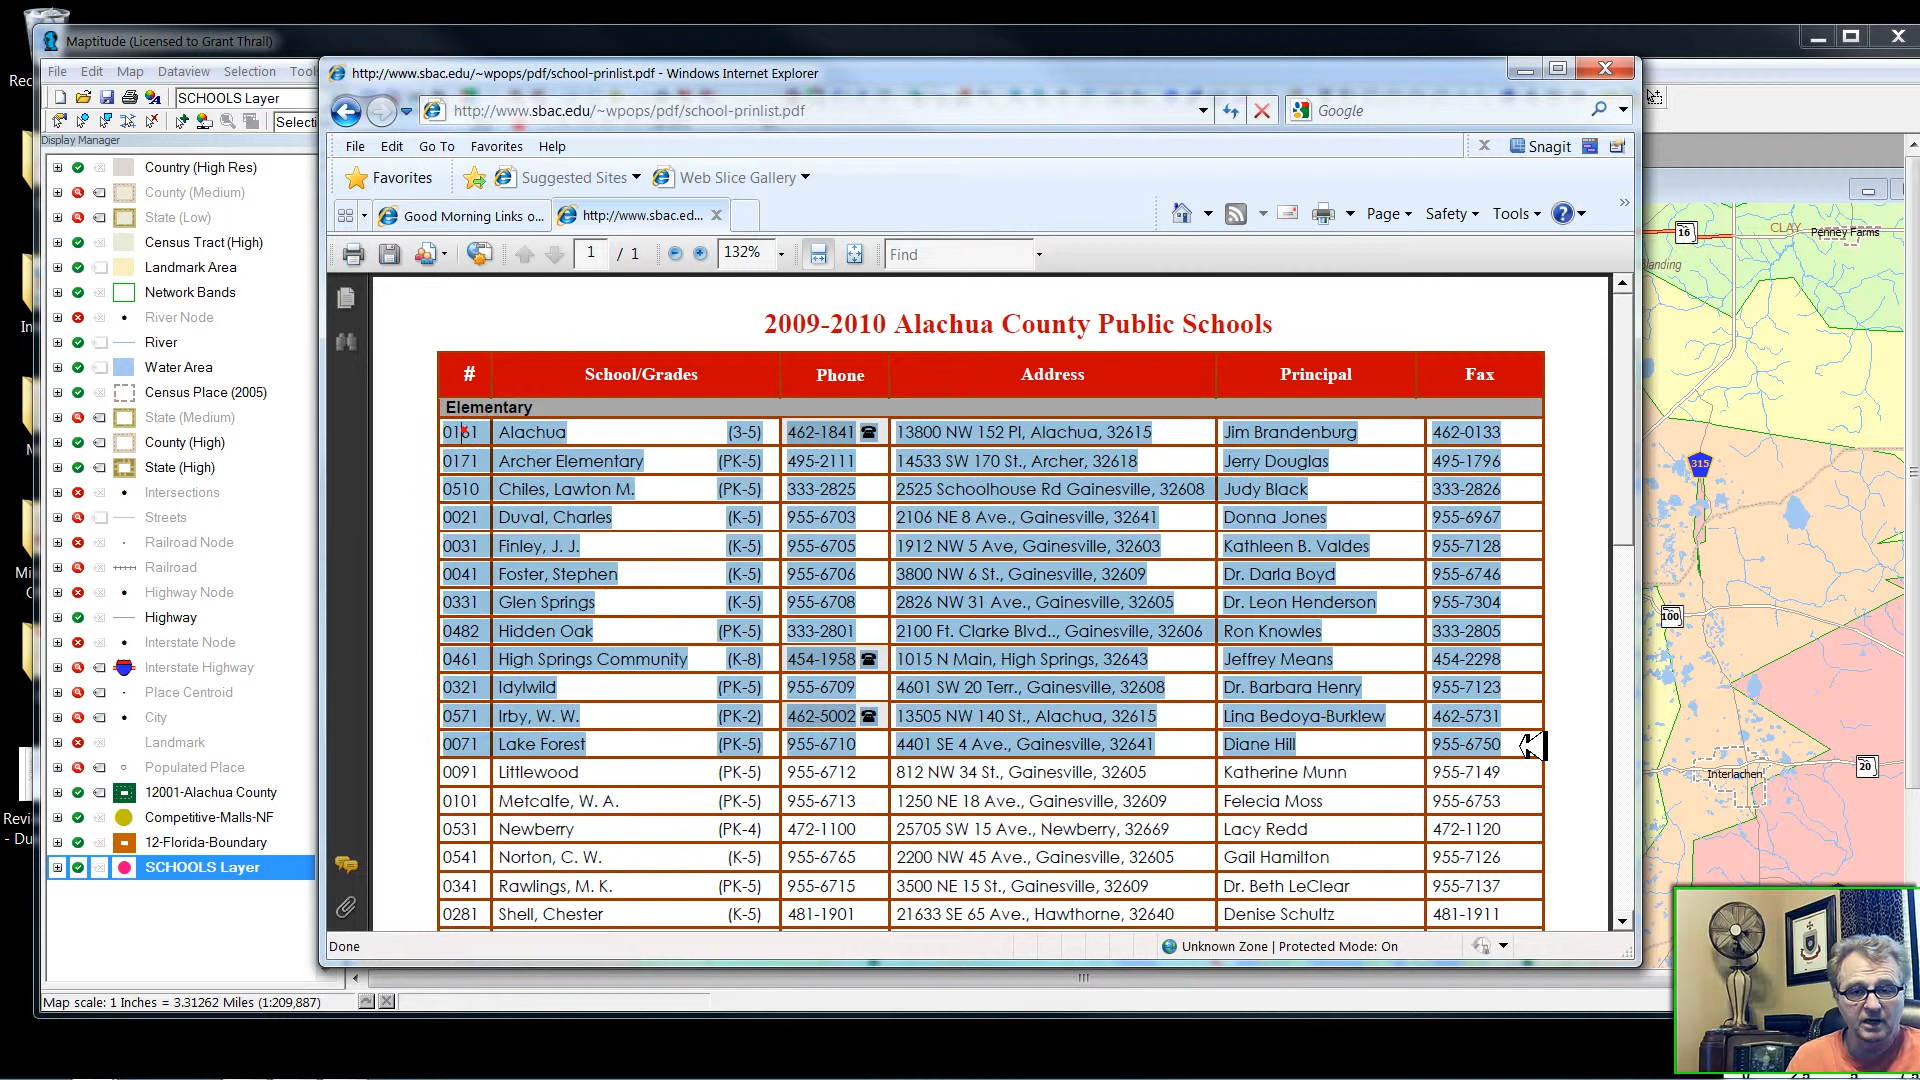 Rec
Maptitude (Licensed to Grant Thrall)
File Edit Map Dataview Selection Tools
SCHOOLS Layer
Selecti
Display Manager
Country (High Res)
County (Medium)
State (Low)
Census Tract (High)
Landmark Area
Network Bands
River Node
River
Water Area
Census Place (2005)
State (Medium)
County (High)
State (High)
Intersections
Streets
Railroad Node
Railroad
Highway Node
Highway
Interstate Node
Interstate Highway
Place Centroid
City
Landmark
Populated Place
12001-Alachua County
Competitive-Malls-NF
12-Florida-Boundary
SCHOOLS Layer
Map scale: 1 Inches = 3.31262 Miles (1:209,887)
http://www.sbac.edu/~wpops/pdf/school-prinlist.pdf - Windows Internet Explorer
http://www.sbac.edu/~wpops/pdf/school-prinlist.pdf
Google
File Edit Go To Favorites Help
X Snagit
Favorites Suggested Sites Web Slice Gallery
Good Morning Links o... http://www.sbac.ed...
Page Safety Tools
1 / 1 132% Find
2009-2010 Alachua County Public Schools
# School/Grades Phone Address Principal Fax
Elementary
0161 Alachua (3-5) 462-1841 13800 NW 152 Pl, Alachua, 32615 Jim Brandenburg 462-0133
0171 Archer Elementary (PK-5) 495-2111 14533 SW 170 St., Archer, 32618 Jerry Douglas 495-1796
0510 Chiles, Lawton M. (PK-5) 333-2825 2525 Schoolhouse Rd Gainesville, 32608 Judy Black 333-2826
0021 Duval, Charles (K-5) 955-6703 2106 NE 8 Ave., Gainesville, 32641 Donna Jones 955-6967
0031 Finley, J. J. (K-5) 955-6705 1912 NW 5 Ave, Gainesville, 32603 Kathleen B. Valdes 955-7128
0041 Foster, Stephen (K-5) 955-6706 3800 NW 6 St., Gainesville, 32609 Dr. Darla Boyd 955-6746
0331 Glen Springs (K-5) 955-6708 2826 NW 31 Ave., Gainesville, 32605 Dr. Leon Henderson 955-7304
0482 Hidden Oak (PK-5) 333-2801 2100 Ft. Clarke Blvd.., Gainesville, 32606 Ron Knowles 333-2805
0461 High Springs Community (K-8) 454-1958 1015 N Main, High Springs, 32643 Jeffrey Means 454-2298
0321 Idylwild (PK-5) 955-6709 4601 SW 20 Terr., Gainesville, 32608 Dr. Barbara Henry 955-7123
0571 Irby, W. W. (PK-2) 462-5002 13505 NW 140 St., Alachua, 32615 Lina Bedoya-Burklew 462-5731
0071 Lake Forest (PK-5) 955-6710 4401 SE 4 Ave., Gainesville, 32641 Diane Hill 955-6750
0091 Littlewood (PK-5) 955-6712 812 NW 34 St., Gainesville, 32605 Katherine Munn 955-7149
0101 Metcalfe, W. A. (PK-5) 955-6713 1250 NE 18 Ave., Gainesville, 32609 Felecia Moss 955-6753
0531 Newberry (PK-4) 472-1100 25705 SW 15 Ave., Newberry, 32669 Lacy Redd 472-1120
0541 Norton, C. W. (K-5) 955-6765 2200 NW 45 Ave., Gainesville, 32605 Gail Hamilton 955-7126
0341 Rawlings, M. K. (PK-5) 955-6715 3500 NE 15 St., Gainesville, 32609 Dr. Beth LeClear 955-7137
0281 Shell, Chester (K-5) 481-1901 21633 SE 65 Ave., Hawthorne, 32640 Denise Schultz 481-1911
Done Unknown Zone | Protected Mode: On
16 CLAY Penney Farms
Blanding
315
100
Interlachen
20